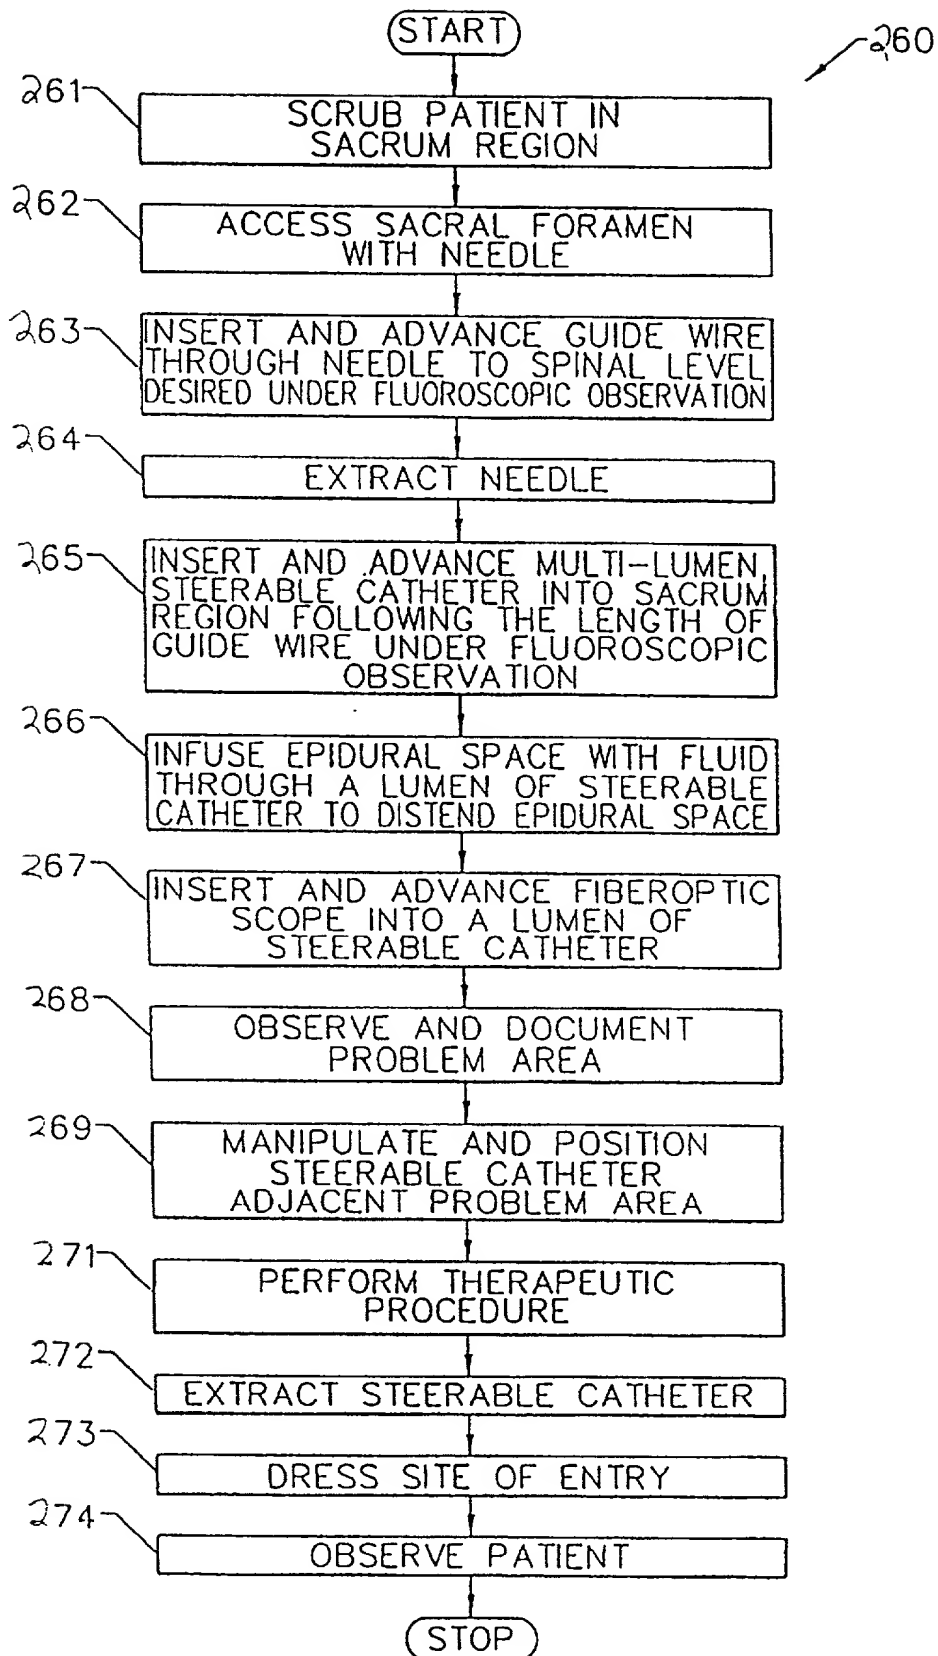 START
260
261
SCRUB PATIENT IN
SACRUM REGION
262
ACCESS SACRAL FORAMEN
WITH NEEDLE
263
INSERT AND ADVANCE GUIDE WIRE
THROUGH NEEDLE TO SPINAL LEVEL
DESIRED UNDER FLUOROSCOPIC OBSERVATION
264
EXTRACT NEEDLE
265
INSERT AND ADVANCE MULTI-LUMEN
STEERABLE CATHETER INTO SACRUM
REGION FOLLOWING THE LENGTH OF
GUIDE WIRE UNDER FLUOROSCOPIC
OBSERVATION
266
INFUSE EPIDURAL SPACE WITH FLUID
THROUGH A LUMEN OF STEERABLE
CATHETER TO DISTEND EPIDURAL SPACE
267
INSERT AND ADVANCE FIBEROPTIC
SCOPE INTO A LUMEN OF
STEERABLE CATHETER
268
OBSERVE AND DOCUMENT
PROBLEM AREA
269
MANIPULATE AND POSITION
STEERABLE CATHETER
ADJACENT PROBLEM AREA
271
PERFORM THERAPEUTIC
PROCEDURE
272
EXTRACT STEERABLE CATHETER
273
DRESS SITE OF ENTRY
274
OBSERVE PATIENT
STOP